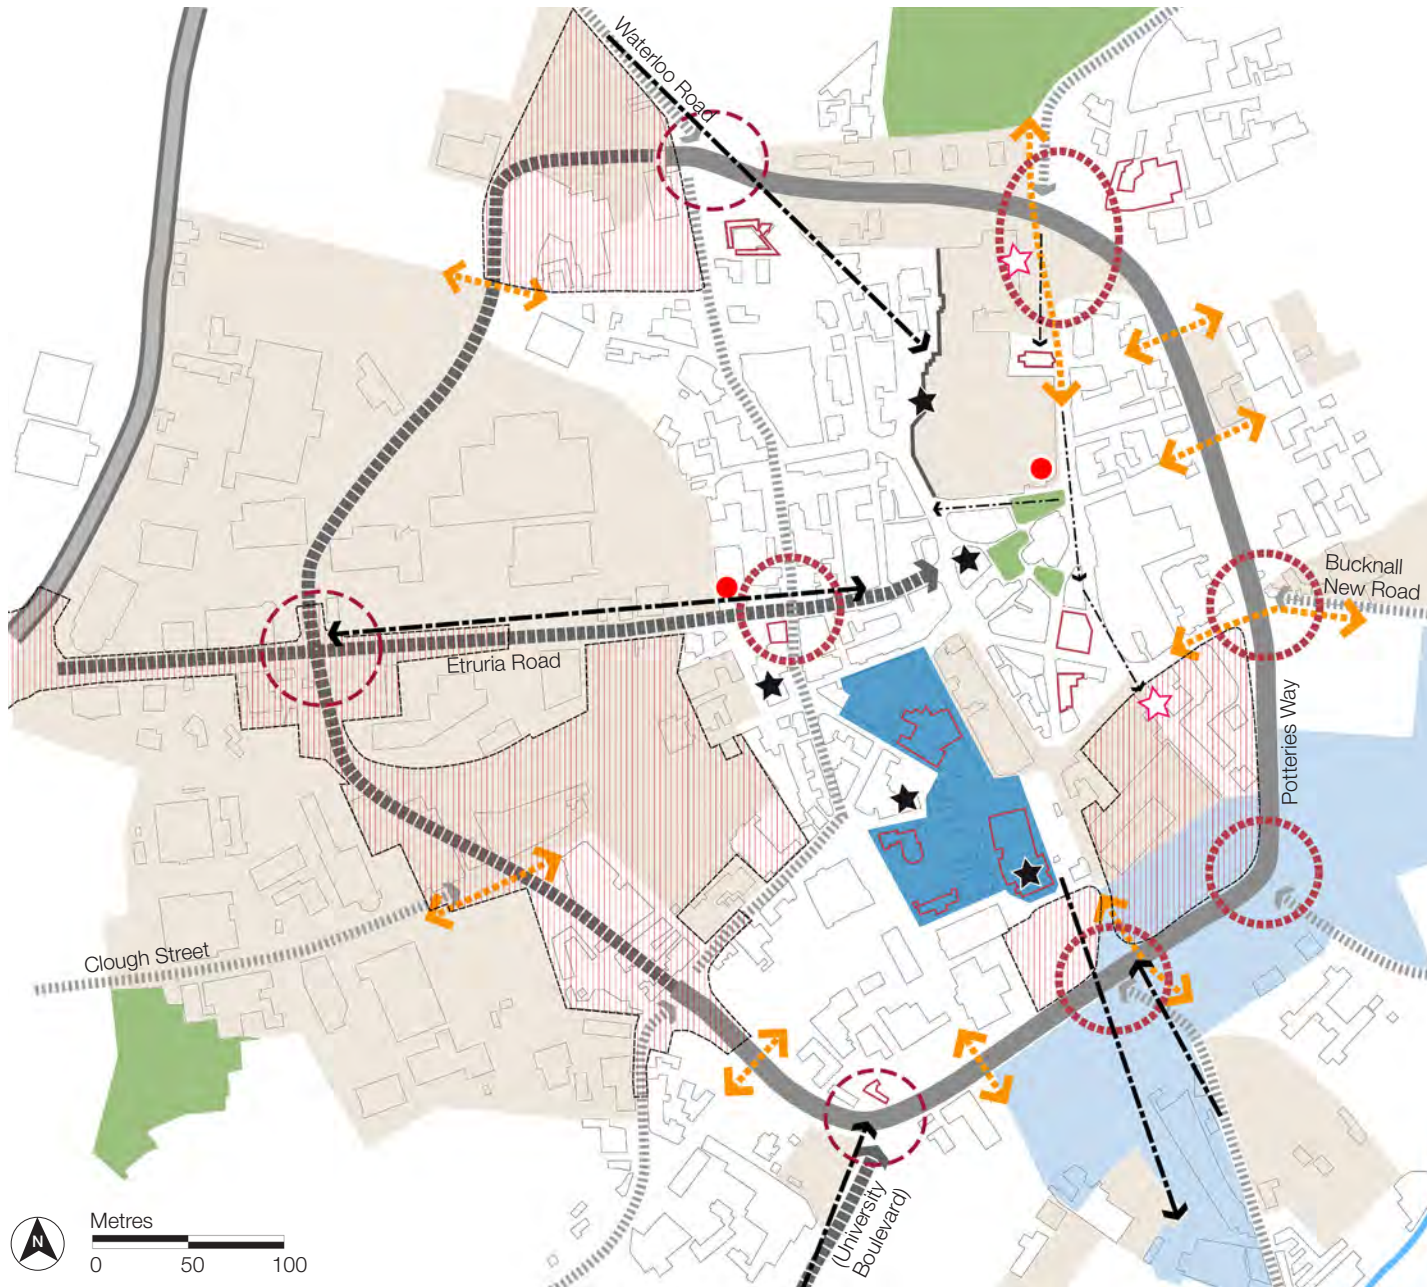 Waterloo Road
Bucknall
New Road
Etruria Road
Potteries Way
Clough Street
(University
Boulevard)
N
Metres
0 50 100